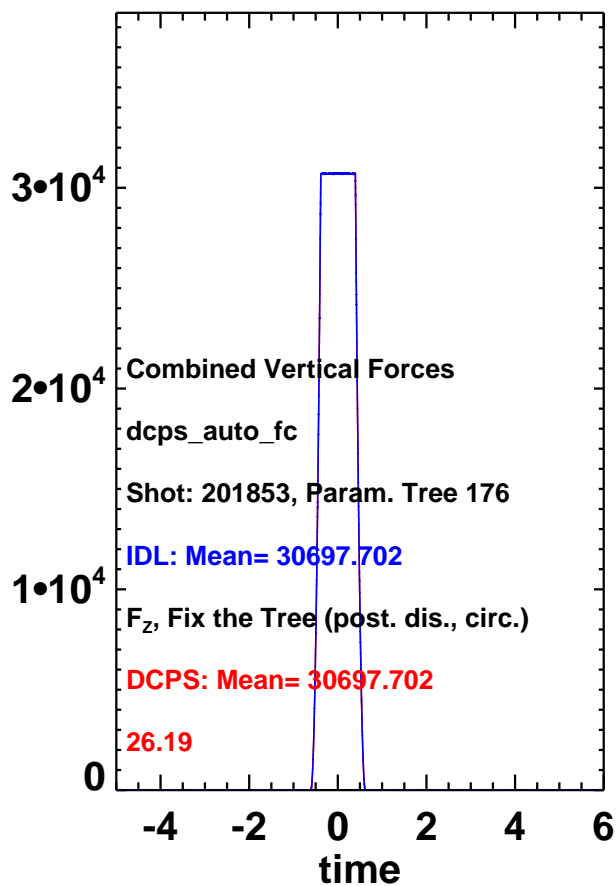 3•10⁴
2•10⁴
Combined Vertical Forces
dcps_auto_fc
Shot: 201853, Param. Tree 176
IDL: Mean= 30697.702
1•10⁴
F_Z, Fix the Tree (post. dis., circ.)
DCPS: Mean= 30697.702
26.19
0
-4 -2 0 2 4 6
time